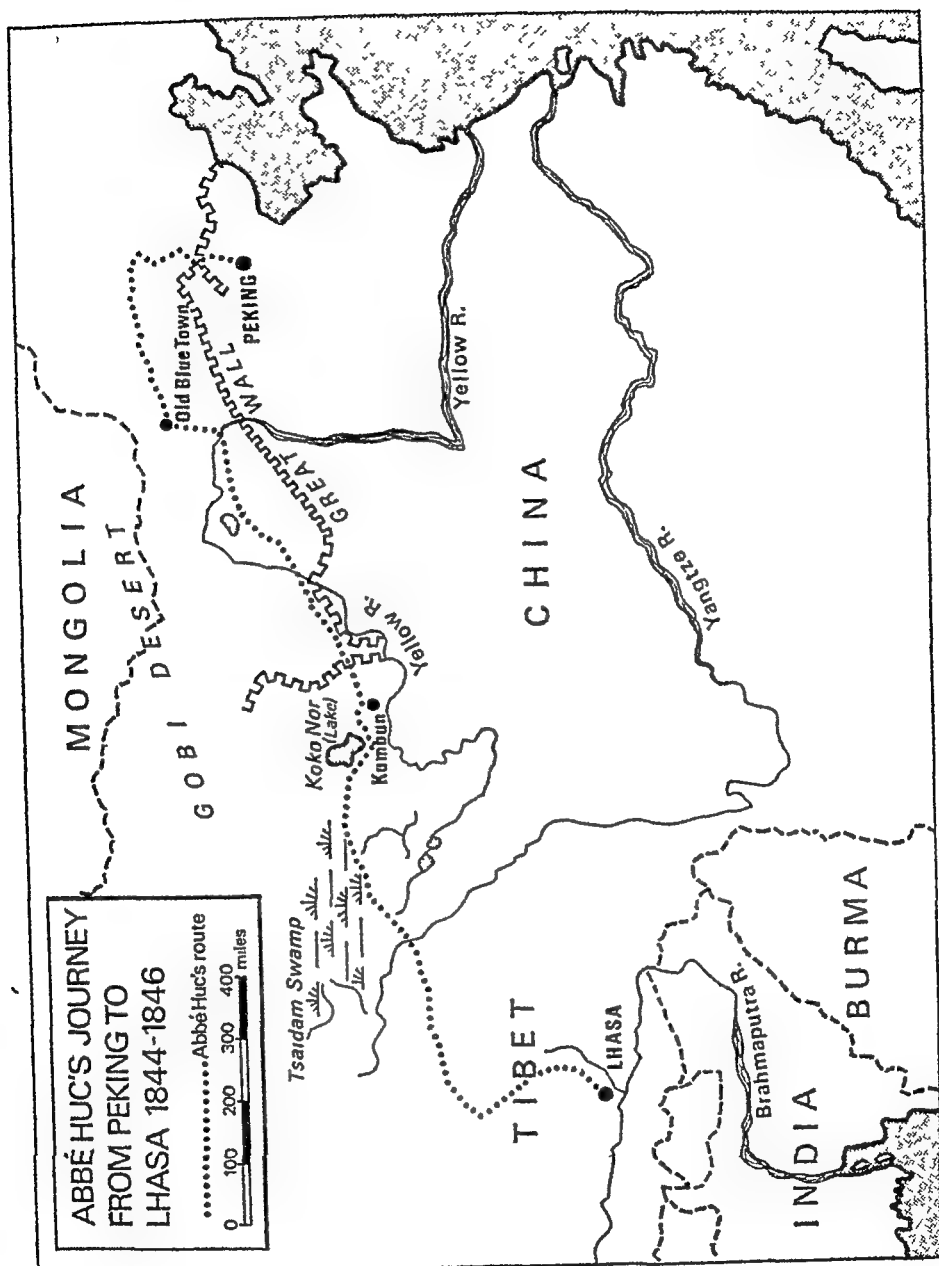 ABBÉ HUC'S JOURNEY
FROM PEKING TO
LHASA 1844-1846
Abbé Huc's route
0 100 200 300 400 miles
MONGOLIA
GOBI DESERT
Old Blue Town
GREAT WALL
PEKING
Tsaidam Swamp
Koko Nor
(Lake)
Kumbun
Yellow R.
Yellow R.
CHINA
Yangtze R.
TIBET
LHASA
Brahmaputra R.
INDIA
BURMA